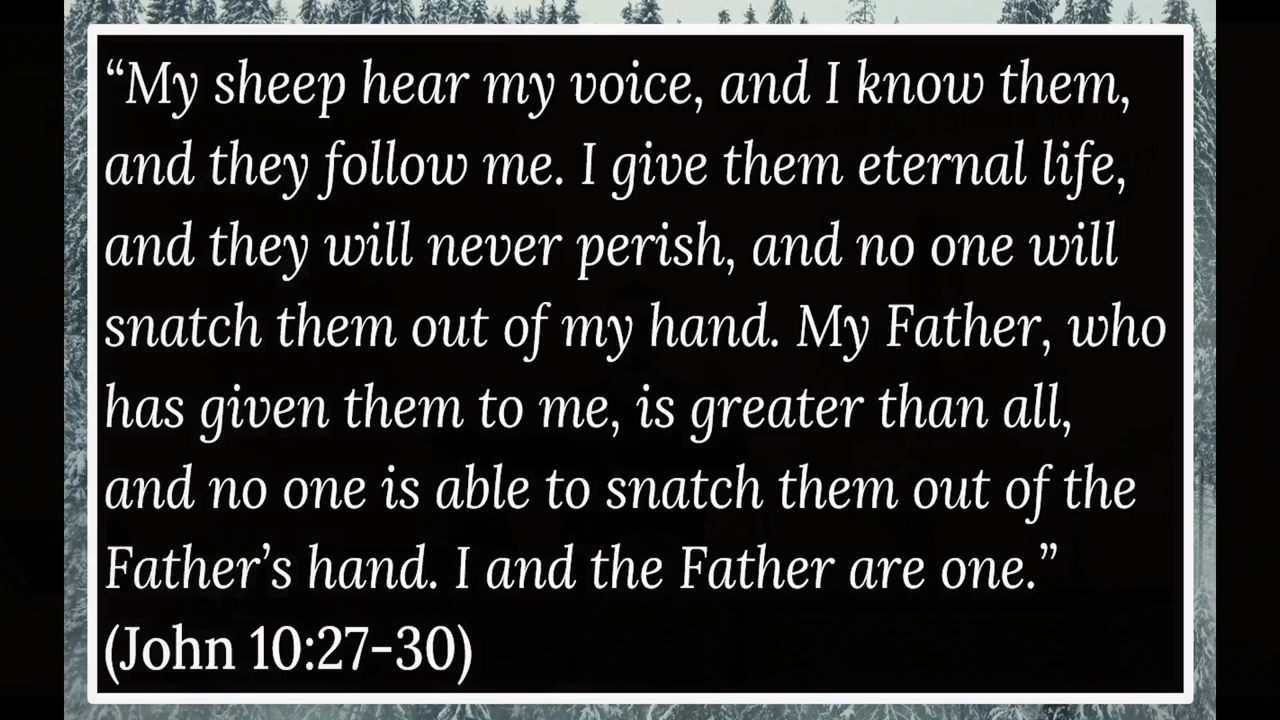 “My sheep hear my voice, and I know them,
and they follow me. I give them eternal life,
and they will never perish, and no one will
snatch them out of my hand. My Father, who
has given them to me, is greater than all,
and no one is able to snatch them out of the
Father’s hand. I and the Father are one.”
(John 10:27-30)